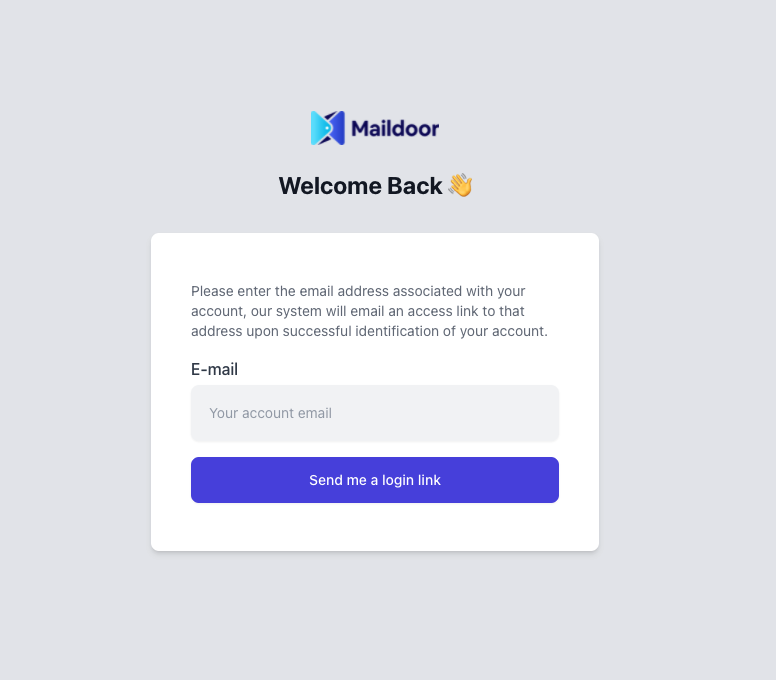 Maildoor
Welcome Back 👋
Please enter the email address associated with your
account, our system will email an access link to that
address upon successful identification of your account.
E-mail
Your account email
Send me a login link